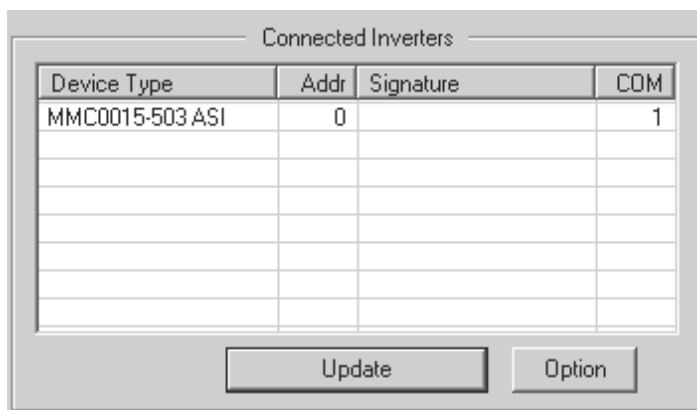 Connected Inverters
Device Type Addr Signature COM
MMC0015-503 ASI 0 1
Update Option